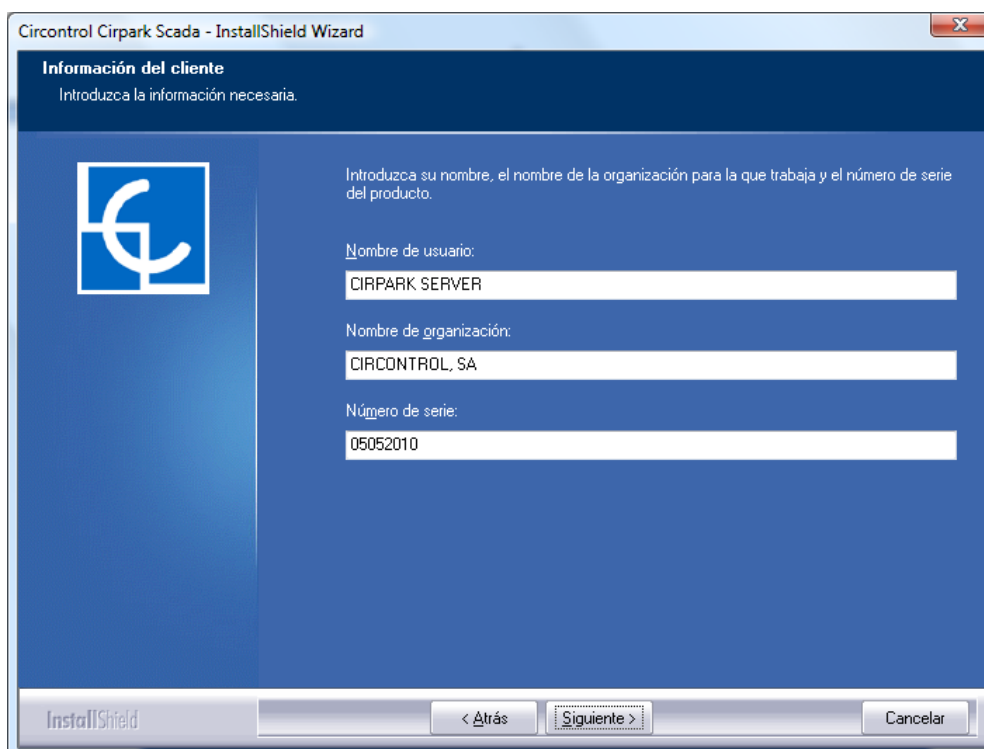 Circontrol Cirpark Scada - InstallShield Wizard
Información del cliente
Introduzca la información necesaria.
Introduzca su nombre, el nombre de la organización para la que trabaja y el número de serie
del producto.
Nombre de usuario:
CIRPARK SERVER
Nombre de organización:
CIRCONTROL, SA
Número de serie:
05052010
InstallShield
< Atrás
Siguiente >
Cancelar